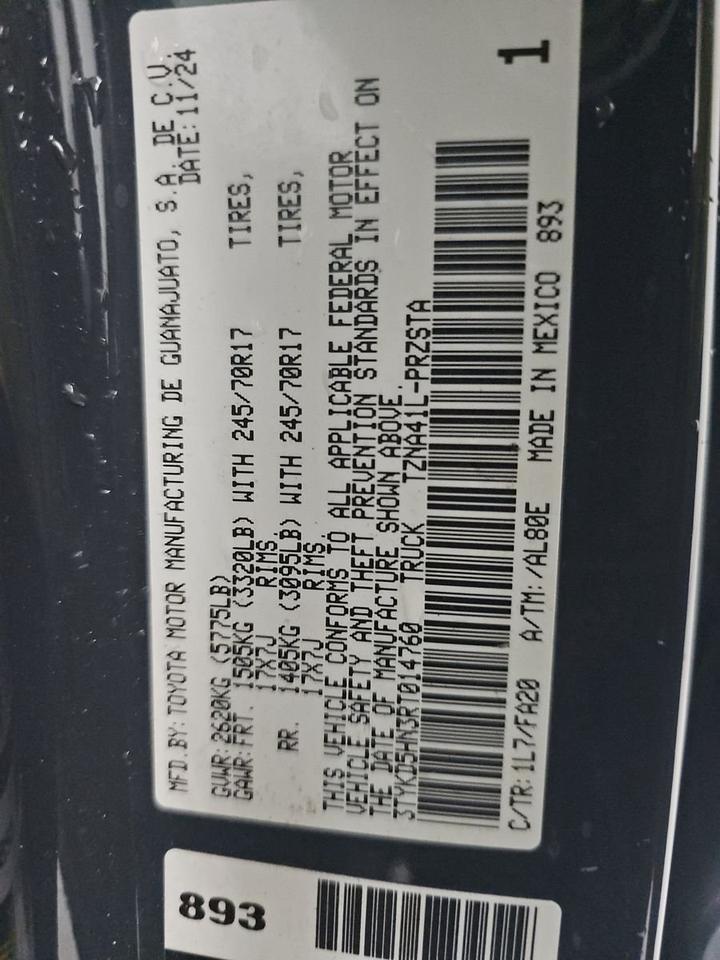 MFD.BY:TOYOTA MOTOR MANUFACTURING DE GUANAJUATO, S.A. DE C.V.
DATE:11/24
GVWR:2620KG (5775LB)
GAWR:FRT. 1505KG (3320LB) WITH 245/70R17 TIRES,
17X7J RIMS,
RR. 1405KG (3095LB) WITH 245/70R17 TIRES,
17X7J RIMS.
THIS VEHICLE CONFORMS TO ALL APPLICABLE FEDERAL MOTOR
VEHICLE SAFETY AND THEFT PREVENTION STANDARDS IN EFFECT ON
THE DATE OF MANUFACTURE SHOWN ABOVE.
3TYKD5HN3RT014760 TRUCK TZNA41L-PRZSTA
C/TR:1L7/FA20 A/TM:/AL80E MADE IN MEXICO 893
1
893